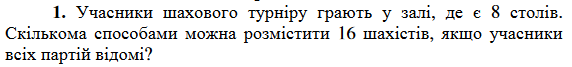 1. Учасники шахового турніру грають у залі, де є 8 столів.
Скількома способами можна розмістити 16 шахістів, якщо учасники
всіх партій відомі?